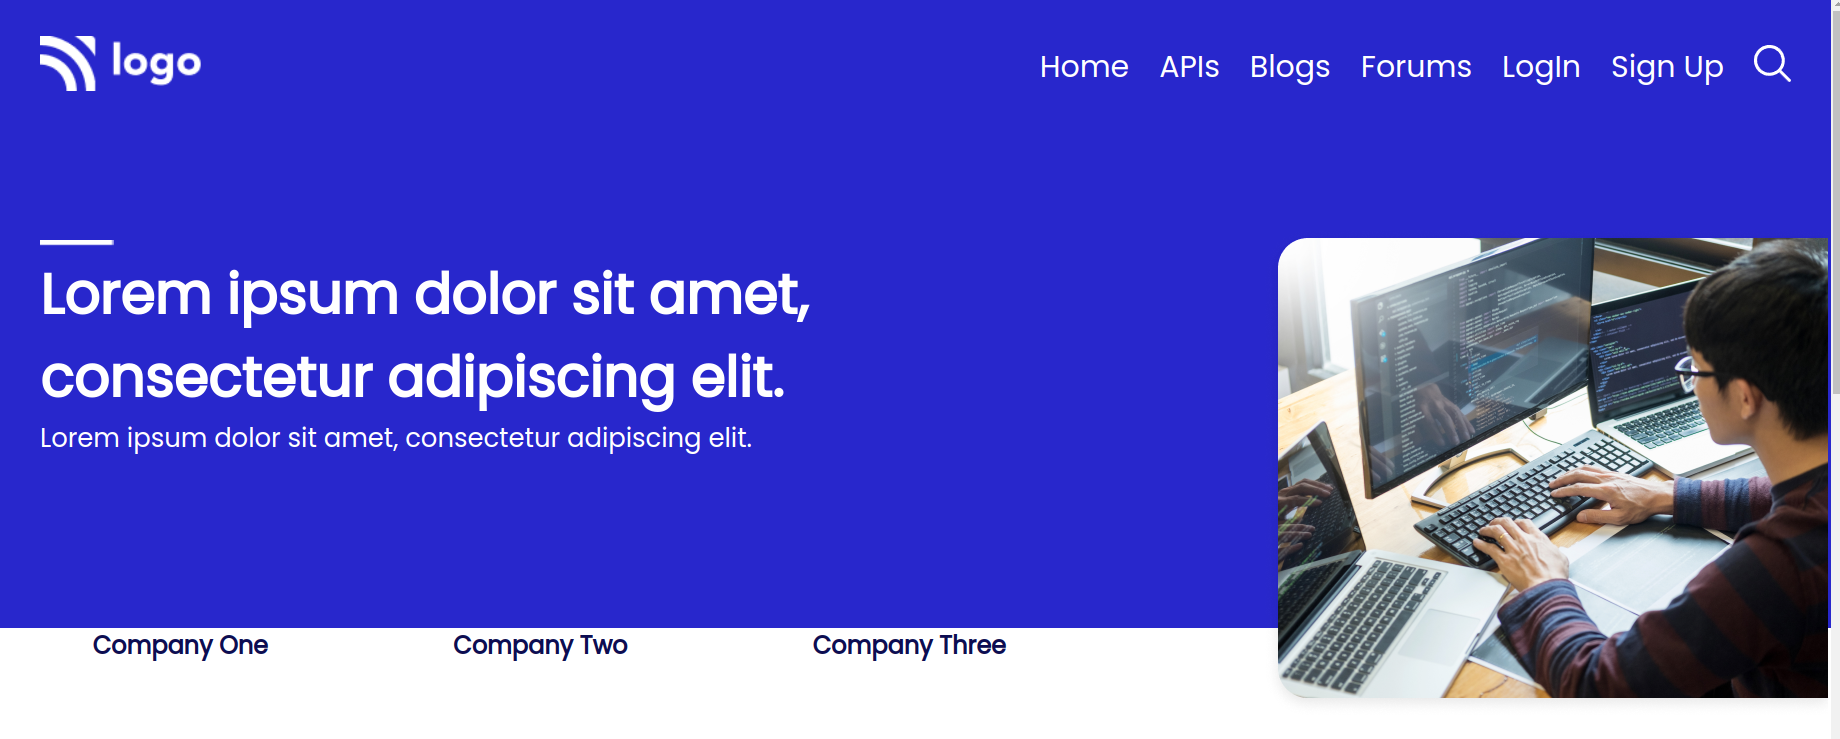 logo
Home APIs Blogs Forums LogIn Sign Up
Lorem ipsum dolor sit amet,
consectetur adipiscing elit.
Lorem ipsum dolor sit amet, consectetur adipiscing elit.
Company One Company Two Company Three